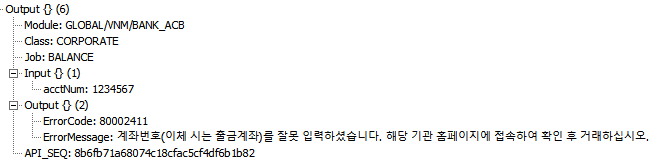 Output {} (6)
Module: GLOBAL/VNM/BANK_ACB
Class: CORPORATE
Job: BALANCE
Input {} (1)
acctNum: 1234567
Output {} (2)
ErrorCode: 80002411
ErrorMessage: 계좌번호(이체 시는 출금계좌)를 잘못 입력하셨습니다. 해당 기관 홈페이지에 접속하여 확인 후 거래하십시오.
API_SEQ: 8b6fb71a68074c18cfac5cf4df6b1b82